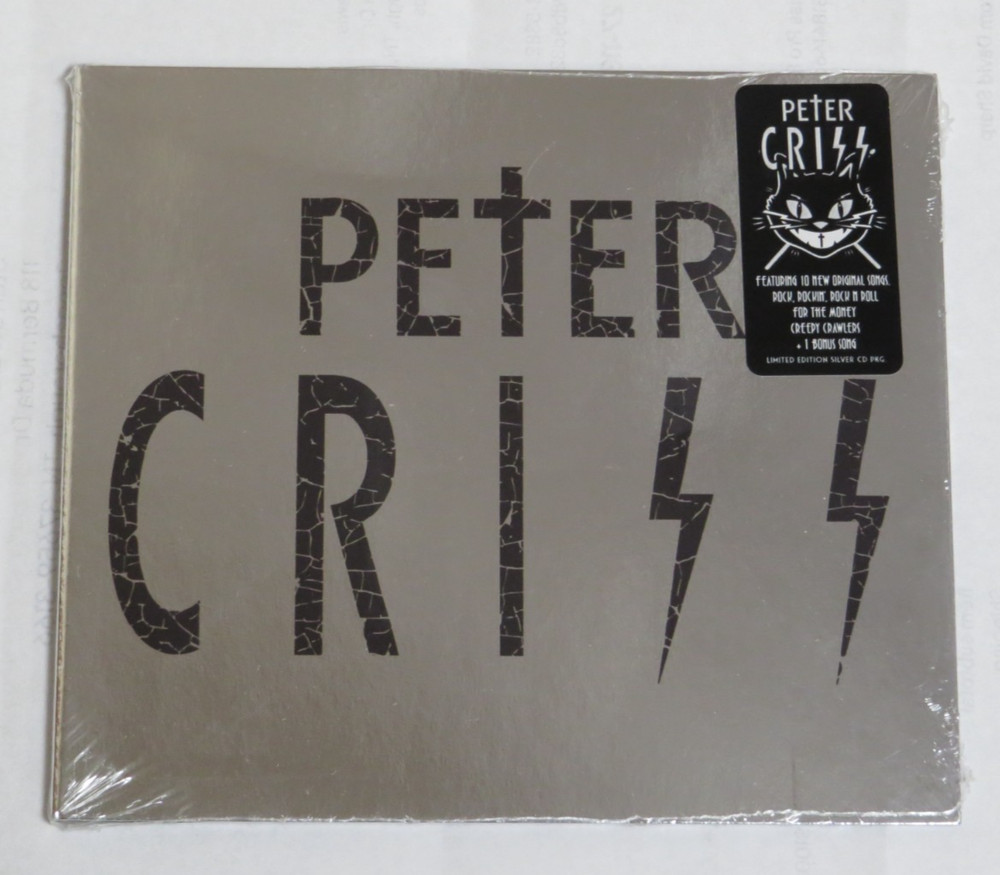 PETER
CRISS
PETER
CRISS
FEATURING 10 NEW ORIGINAL SONGS.
ROCK, ROCKIN', ROCK N ROLL
FOR THE MONEY
CREEPY CRAWLERS
+ 1 BONUS SONG
LIMITED EDITION SILVER CD PKG.